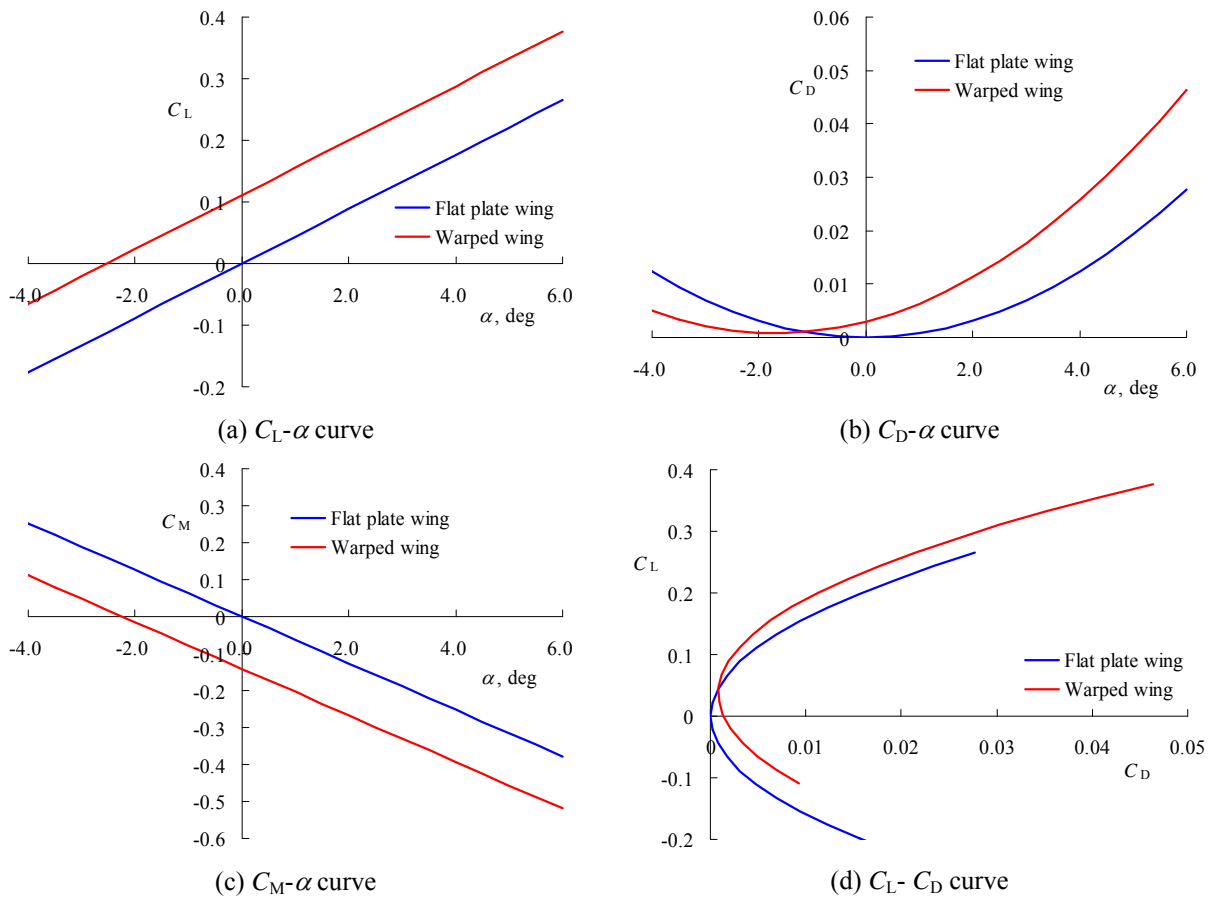 0.4
0.3
C L
0.2
0.1
Flat plate wing
Warped wing
0
-4.0 -2.0 0.0 2.0 4.0 6.0
-0.1
α, deg
-0.2
(a) CL-α curve
0.06
Flat plate wing
0.05
CD
Warped wing
0.04
0.03
0.02
0.01
0
-4.0 -2.0 0.0 2.0 4.0 6.0
α, deg
(b) CD-α curve
0.4
0.3
C M
Flat plate wing
0.2
Warped wing
0.1
0
-4.0 -2.0 0.0 2.0 4.0 6.0
-0.1
α, deg
-0.2
-0.3
-0.4
-0.5
-0.6
(c) CM-α curve
0.4
0.3
C L
0.2
0.1
Flat plate wing
Warped wing
0
0 0.01 0.02 0.03 0.04 0.05
-0.1
C D
-0.2
(d) CL- CD curve